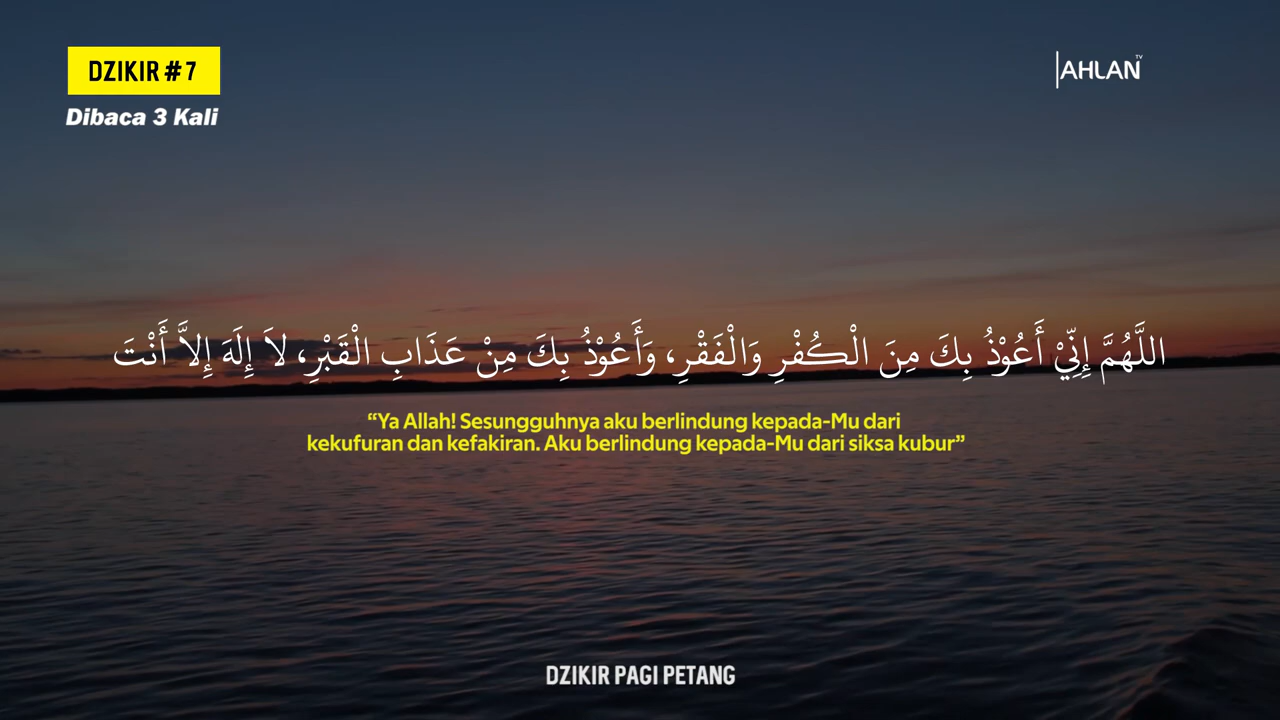 DZIKIR #7
Dibaca 3 Kali
AHLAN TV
اللَّهُمَّ إِنِّيْ أَعُوْذُ بِكَ مِنَ الْكُفْرِ وَالْفَقْرِ، وَأَعُوْذُ بِكَ مِنْ عَذَابِ الْقَبْرِ، لاَ إِلَهَ إِلاَّ أَنْتَ
“Ya Allah! Sesungguhnya aku berlindung kepada-Mu dari
kekufuran dan kefakiran. Aku berlindung kepada-Mu dari siksa kubur”
DZIKIR PAGI PETANG